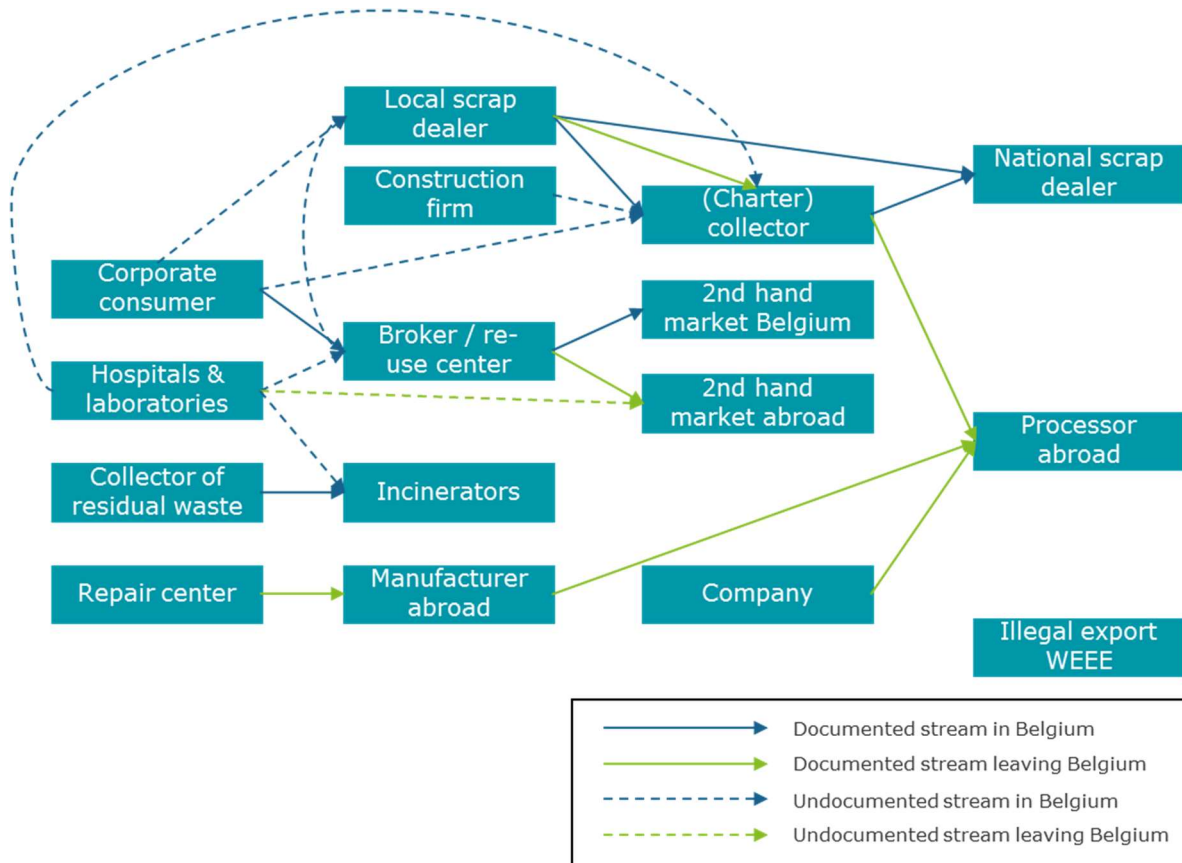 Local scrap
dealer
National scrap
dealer
Construction
firm
(Charter)
collector
Corporate
consumer
2nd hand
market Belgium
Broker / re-
use center
Hospitals &
laboratories
2nd hand
market abroad
Processor
abroad
Collector of
residual waste
Incinerators
Repair center
Manufacturer
abroad
Company
Illegal export
WEEE
Documented stream in Belgium
Documented stream leaving Belgium
Undocumented stream in Belgium
Undocumented stream leaving Belgium